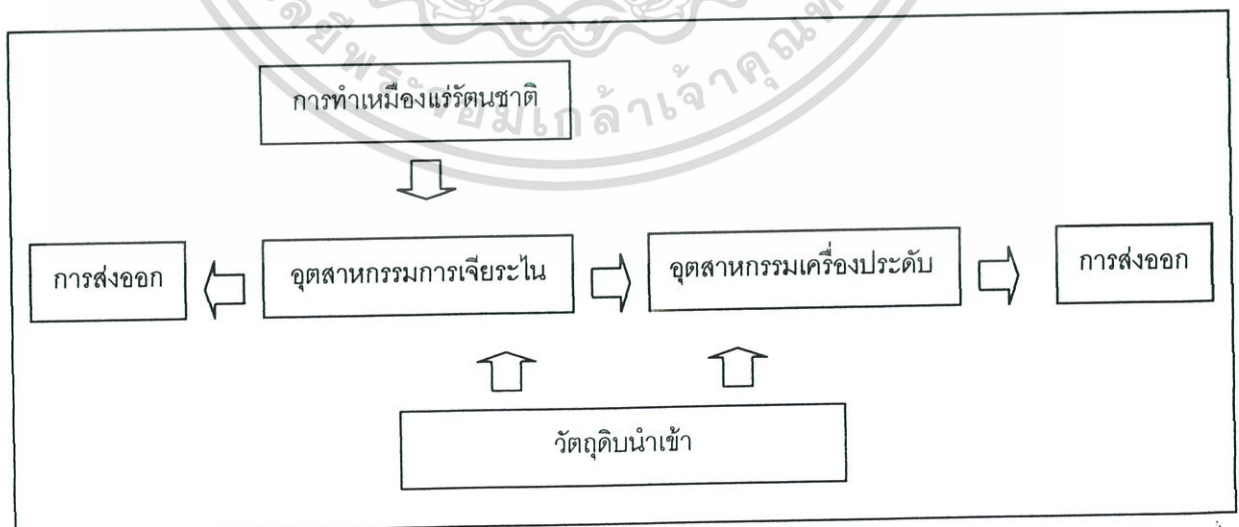 การทำเหมืองแร่รัตนชาติ
การส่งออก
อุตสาหกรรมการเจียระไน
อุตสาหกรรมเครื่องประดับ
การส่งออก
วัตถุดิบนำเข้า